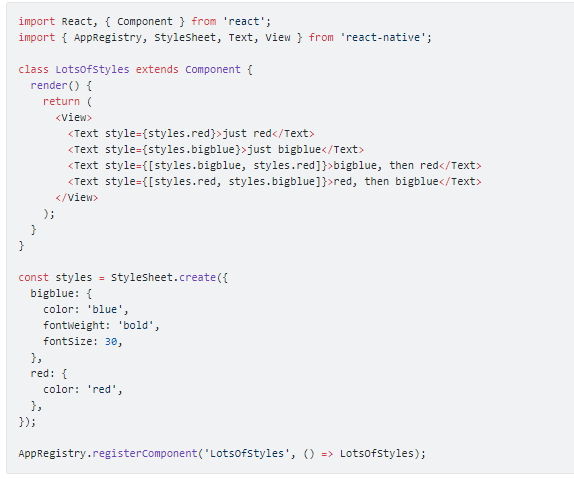 import React, { Component } from 'react';
import { AppRegistry, StyleSheet, Text, View } from 'react-native';

class LotsOfStyles extends Component {
  render() {
    return (
      <View>
        <Text style={styles.red}>just red</Text>
        <Text style={styles.bigblue}>just bigblue</Text>
        <Text style={[styles.bigblue, styles.red]}>bigblue, then red</Text>
        <Text style={[styles.red, styles.bigblue]}>red, then bigblue</Text>
      </View>
    );
  }
}

const styles = StyleSheet.create({
  bigblue: {
    color: 'blue',
    fontWeight: 'bold',
    fontSize: 30,
  },
  red: {
    color: 'red',
  },
});

AppRegistry.registerComponent('LotsOfStyles', () => LotsOfStyles);